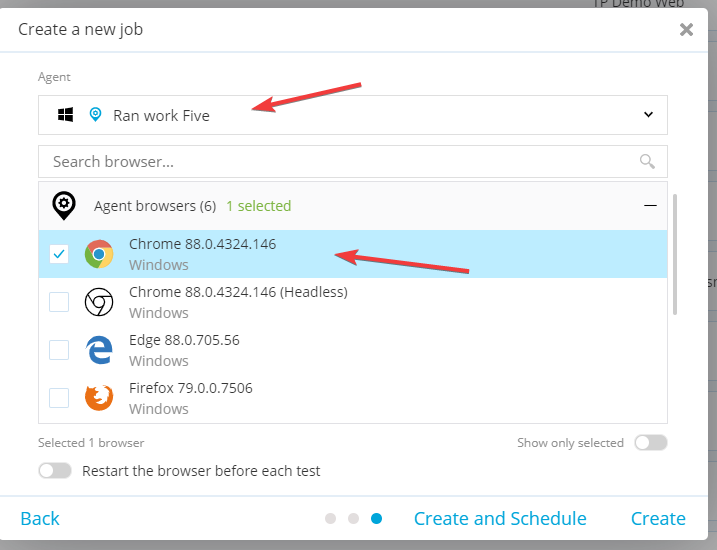 TP Demo Web
Create a new job
Agent
Ran work Five
Search browser...
Agent browsers (6) 1 selected
Chrome 88.0.4324.146
Windows
Chrome 88.0.4324.146 (Headless)
Windows
Edge 88.0.705.56
Windows
Firefox 79.0.0.7506
Windows
Selected 1 browser
Show only selected
Restart the browser before each test
Back
Create and Schedule
Create